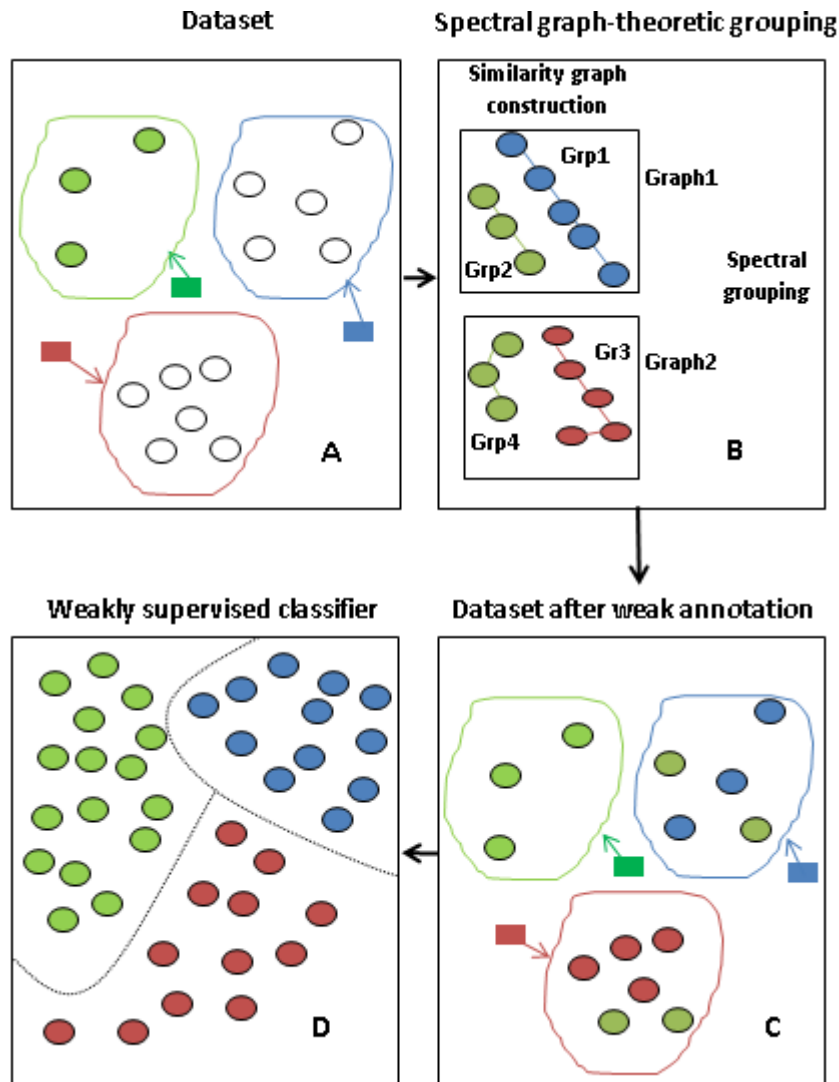 Dataset
Spectral graph-theoretic grouping
Similarity graph
construction
Grp1
Graph1
Grp2
Spectral
grouping
Gr3
Graph2
Grp4
A
B
Weakly supervised classifier
Dataset after weak annotation
D
C